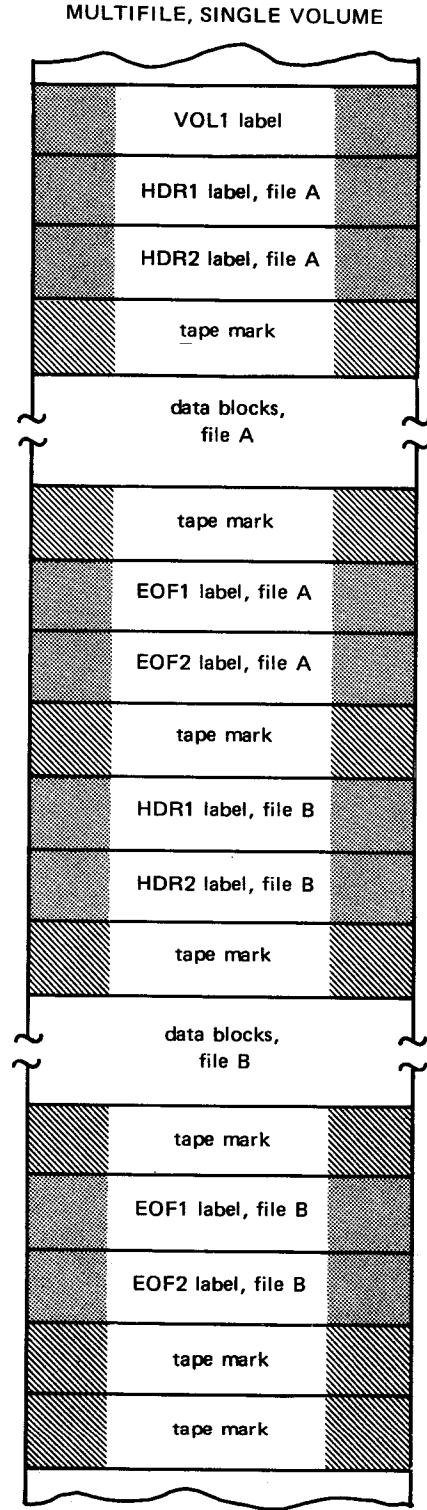 MULTIFILE, SINGLE VOLUME
VOL1 label
HDR1 label, file A
HDR2 label, file A
tape mark
data blocks,
file A
tape mark
EOF1 label, file A
EOF2 label, file A
tape mark
HDR1 label, file B
HDR2 label, file B
tape mark
data blocks,
file B
tape mark
EOF1 label, file B
EOF2 label, file B
tape mark
tape mark